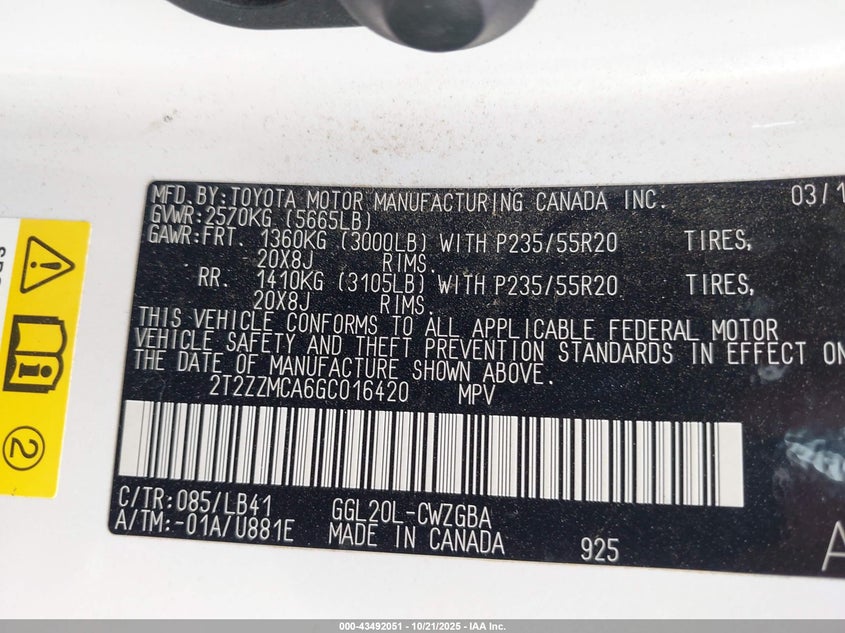 MFD.BY:TOYOTA MOTOR MANUFACTURING CANADA INC. 03/1
GVWR:2570KG (5665LB)
GAWR:FRT. 1360KG (3000LB) WITH P235/55R20 TIRES,
20X8J RIMS.
RR. 1410KG (3105LB) WITH P235/55R20 TIRES,
20X8J RIMS.
THIS VEHICLE CONFORMS TO ALL APPLICABLE FEDERAL MOTOR
VEHICLE SAFETY AND THEFT PREVENTION STANDARDS IN EFFECT ON
THE DATE OF MANUFACTURE SHOWN ABOVE.
2T2ZZMCA6GC016420 MPV
C/TR:085/LB41 GGL20L-CWZGBA
A/TM:-01A/U881E MADE IN CANADA 925
A
2
000-43492051 - 10/21/2025 - IAA Inc.